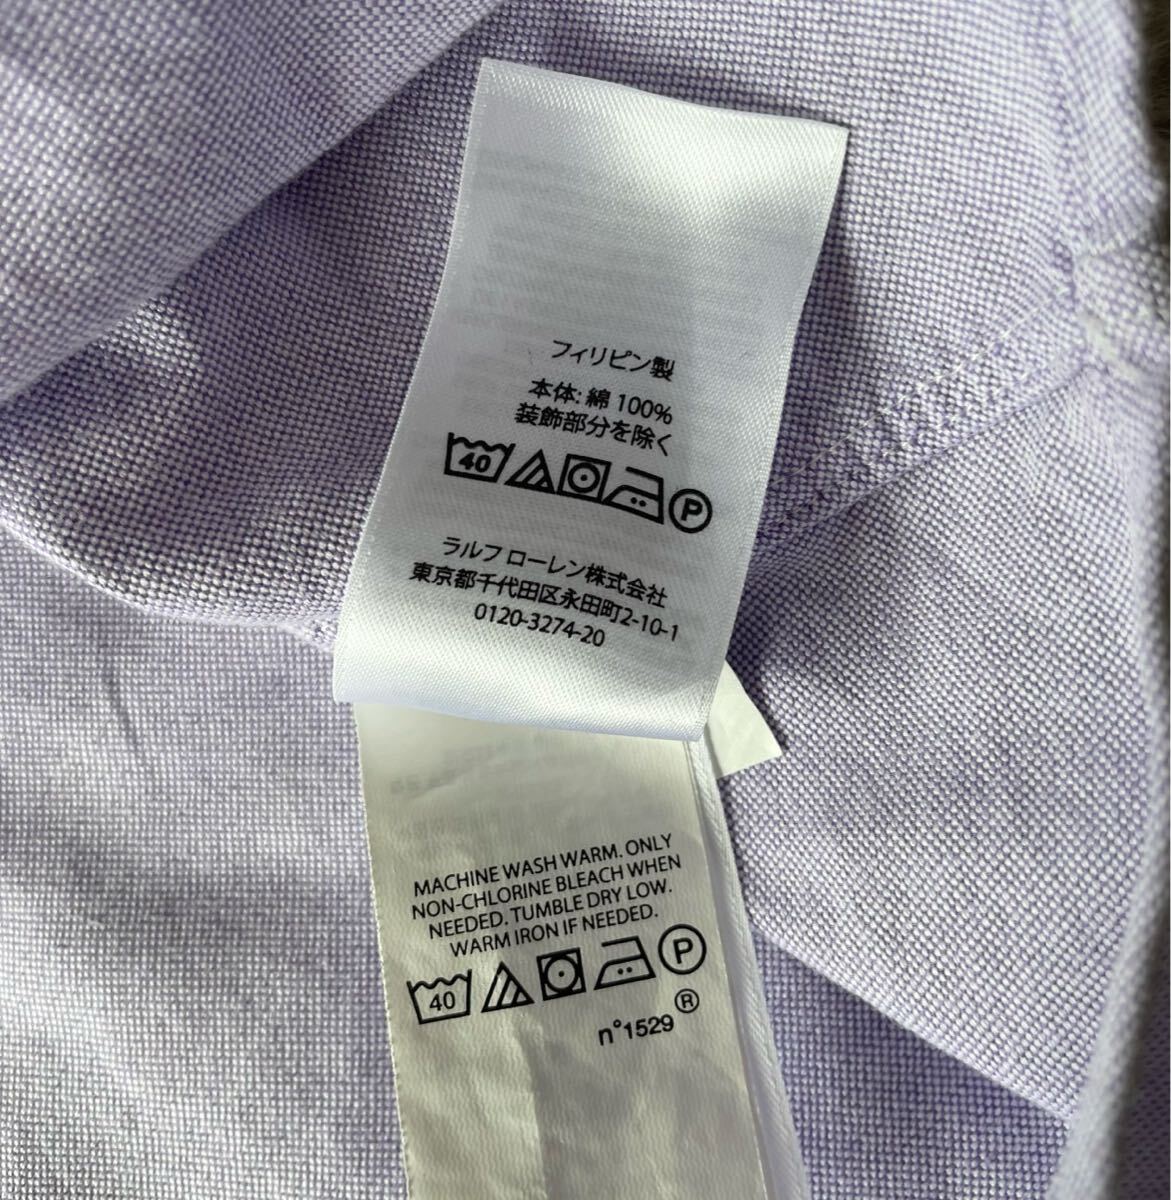 フィリピン製
本体: 綿 100%
装飾部分を除く
40 P
ラルフ ローレン株式会社
東京都千代田区永田町2-10-1
0120-3274-20
MACHINE WASH WARM. ONLY
NON-CHLORINE BLEACH WHEN
NEEDED. TUMBLE DRY LOW.
WARM IRON IF NEEDED.
40 P
n°1529 ®